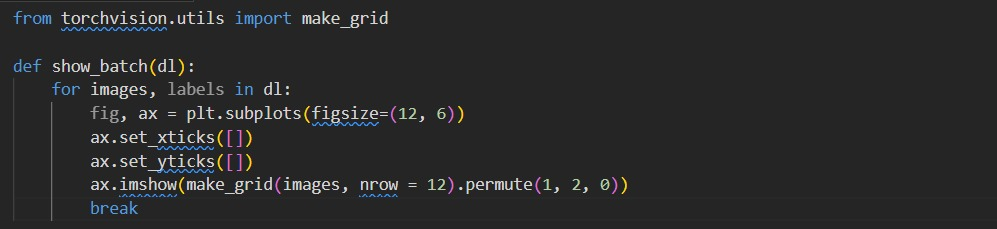 from torchvision.utils import make_grid

def show_batch(dl):
    for images, labels in dl:
        fig, ax = plt.subplots(figsize=(12, 6))
        ax.set_xticks([])
        ax.set_yticks([])
        ax.imshow(make_grid(images, nrow = 12).permute(1, 2, 0))
        break